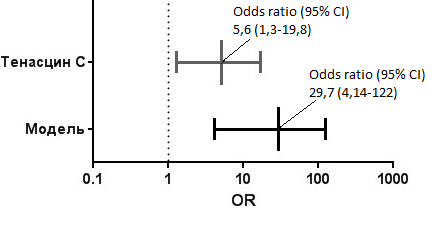 Odds ratio (95% CI)
5,6 (1,3-19,8)
Тенасцин С
Odds ratio (95% CI)
29,7 (4,14-122)
Модель
0.1 1 10 100 1000
OR